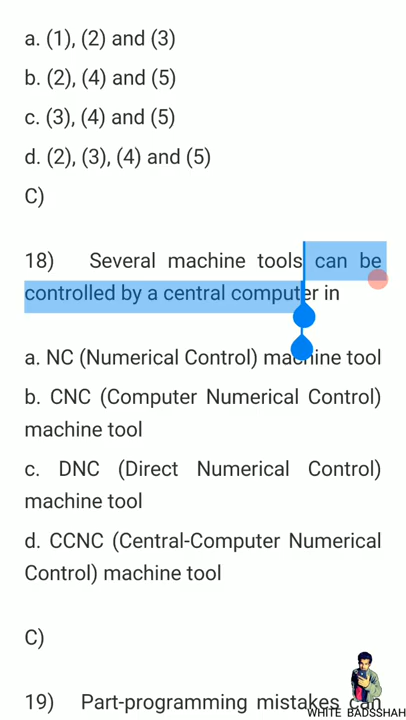 a. (1), (2) and (3)
b. (2), (4) and (5)
c. (3), (4) and (5)
d. (2), (3), (4) and (5)
C)
18) Several machine tools can be
controlled by a central computer in
a. NC (Numerical Control) machine tool
b. CNC (Computer Numerical Control)
machine tool
c. DNC (Direct Numerical Control)
machine tool
d. CCNC (Central-Computer Numerical
Control) machine tool
C)
19) Part-programming mistakes can
WHITE BADSSHAH